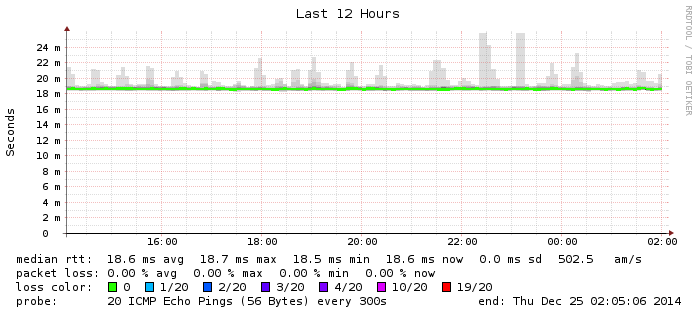 Last 12 Hours
RRDTOOL / TOBI OETIKER
Seconds
24 m
22 m
20 m
18 m
16 m
14 m
12 m
10 m
8 m
6 m
4 m
2 m
0
16:00 18:00 20:00 22:00 00:00 02:00
median rtt: 18.6 ms avg 18.7 ms max 18.5 ms min 18.6 ms now 0.0 ms sd 502.5 am/s
packet loss: 0.00 % avg 0.00 % max 0.00 % min 0.00 % now
loss color: 0 1/20 2/20 3/20 4/20 10/20 19/20
probe: 20 ICMP Echo Pings (56 Bytes) every 300s end: Thu Dec 25 02:05:06 2014